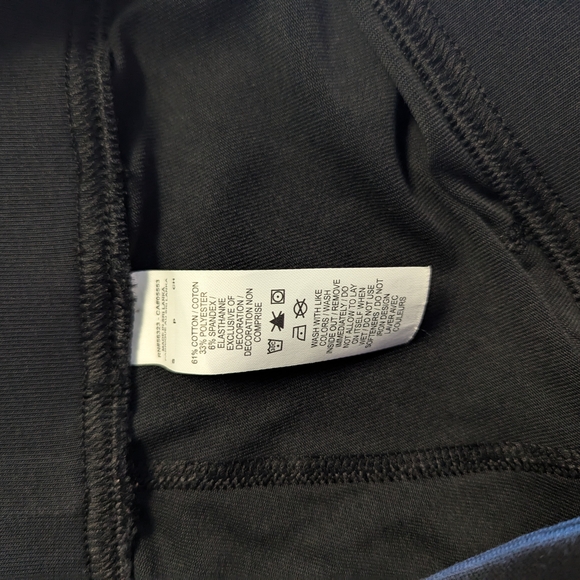 61% COTTON / COTON
33% POLYESTER
6% SPANDEX /
ELASTHANNE
EXCLUSIVE OF
DECORATION /
DECORATION NON
COMPRISE
WASH WITH LIKE
COLORS / WASH
INSIDE OUT / REMOVE
IMMEDIATELY / DO
NOT ALLOW TO LAY
ON ITSELF WHEN
WET / DO NOT USE
SOFTENERS / DO NOT
IRON DESIGN.
LAVER AVEC
COULEURS